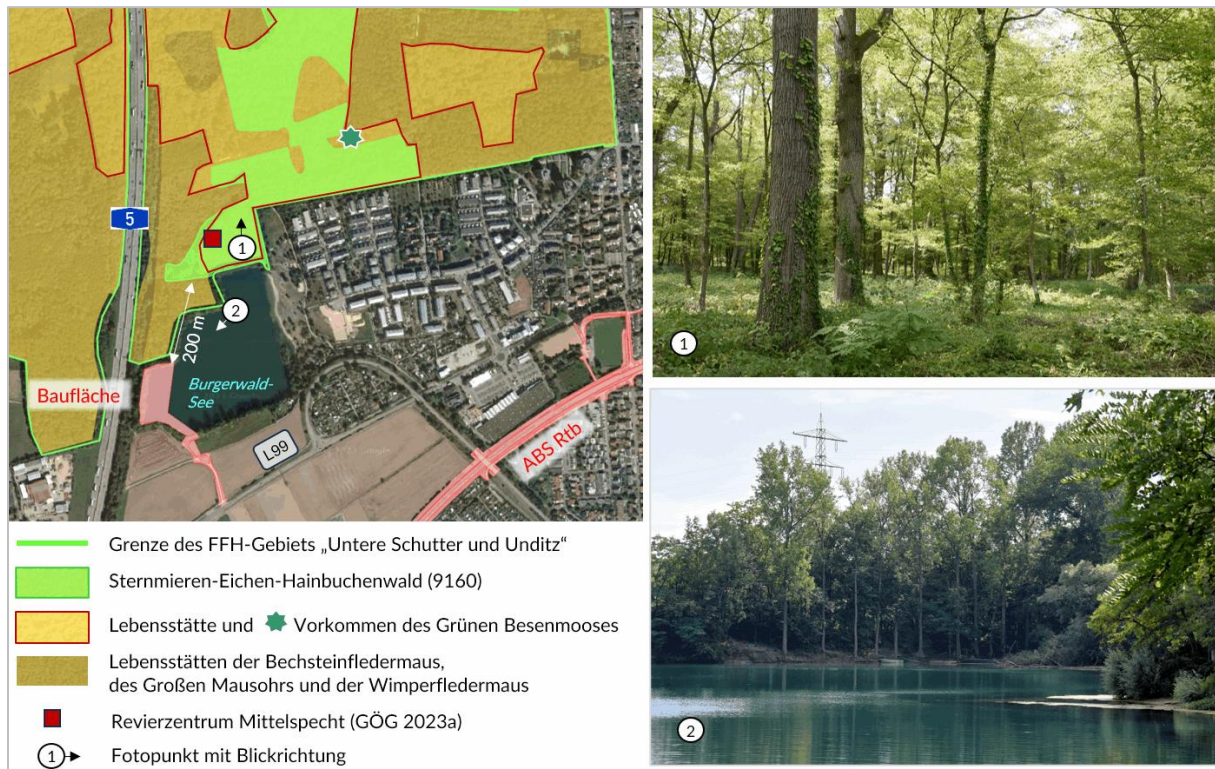 5
1
2
200 m
Burgerwald-
See
Baufläche
L99
ABS Rtb
Grenze des FFH-Gebiets „Untere Schutter und Unditz“
Sternmieren-Eichen-Hainbuchenwald (9160)
Lebensstätte und Vorkommen des Grünen Besenmooses
Lebensstätten der Bechsteinfledermaus,
des Großen Mausohrs und der Wimperfledermaus
Revierzentrum Mittelspecht (GÖG 2023a)
1 Fotopunkt mit Blickrichtung
1
2